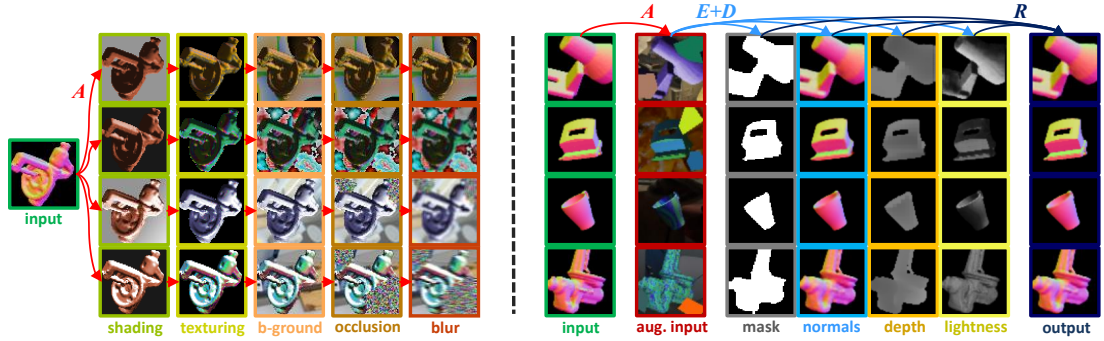 A
E+D
R
A
input
shading
texturing
b-ground
occlusion
blur
input
aug. input
mask
normals
depth
lightness
output